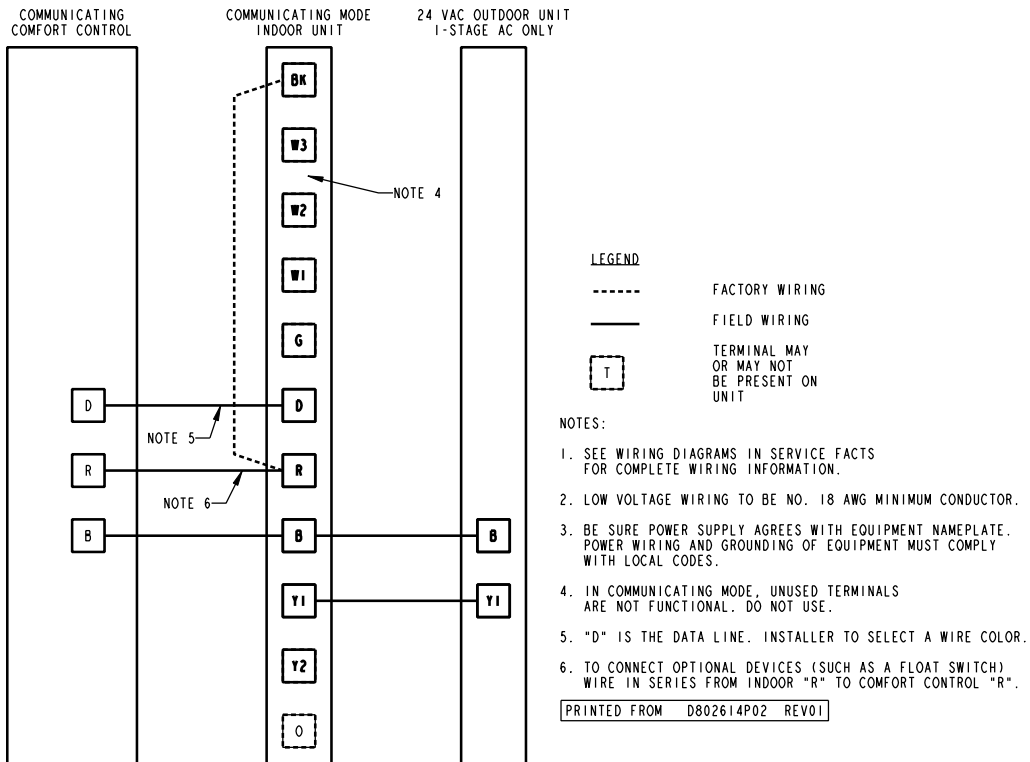 COMMUNICATING
COMFORT CONTROL
COMMUNICATING MODE
INDOOR UNIT
24 VAC OUTDOOR UNIT
1-STAGE AC ONLY
BK
W3
NOTE 4
W2
W1
G
D
D
NOTE 5
R
R
NOTE 6
B
B
B
Y1
Y1
Y2
O
LEGEND
FACTORY WIRING
FIELD WIRING
T
TERMINAL MAY
OR MAY NOT
BE PRESENT ON
UNIT
NOTES:
1. SEE WIRING DIAGRAMS IN SERVICE FACTS
FOR COMPLETE WIRING INFORMATION.
2. LOW VOLTAGE WIRING TO BE NO. 18 AWG MINIMUM CONDUCTOR.
3. BE SURE POWER SUPPLY AGREES WITH EQUIPMENT NAMEPLATE.
POWER WIRING AND GROUNDING OF EQUIPMENT MUST COMPLY
WITH LOCAL CODES.
4. IN COMMUNICATING MODE, UNUSED TERMINALS
ARE NOT FUNCTIONAL. DO NOT USE.
5. "D" IS THE DATA LINE. INSTALLER TO SELECT A WIRE COLOR.
6. TO CONNECT OPTIONAL DEVICES (SUCH AS A FLOAT SWITCH)
WIRE IN SERIES FROM INDOOR "R" TO COMFORT CONTROL "R".
PRINTED FROM D802614P02 REV01